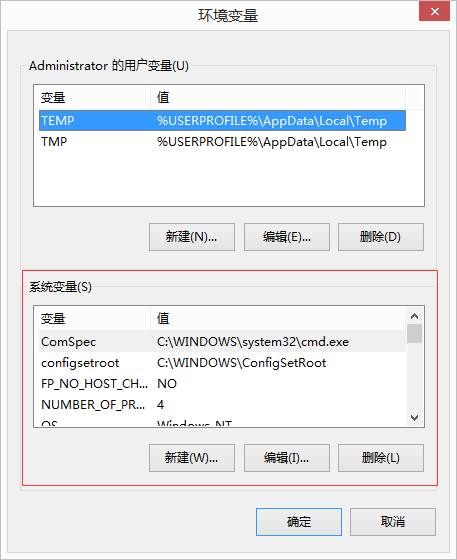 环境变量
Administrator 的用户变量(U)
变量 值
TEMP %USERPROFILE%\AppData\Local\Temp
TMP %USERPROFILE%\AppData\Local\Temp
新建(N)... 编辑(E)... 删除(D)
系统变量(S)
变量 值
ComSpec C:\WINDOWS\system32\cmd.exe
configsetroot C:\WINDOWS\ConfigSetRoot
FP_NO_HOST_CH... NO
NUMBER_OF_PR... 4
OS Windows_NT
新建(W)... 编辑(I)... 删除(L)
确定 取消